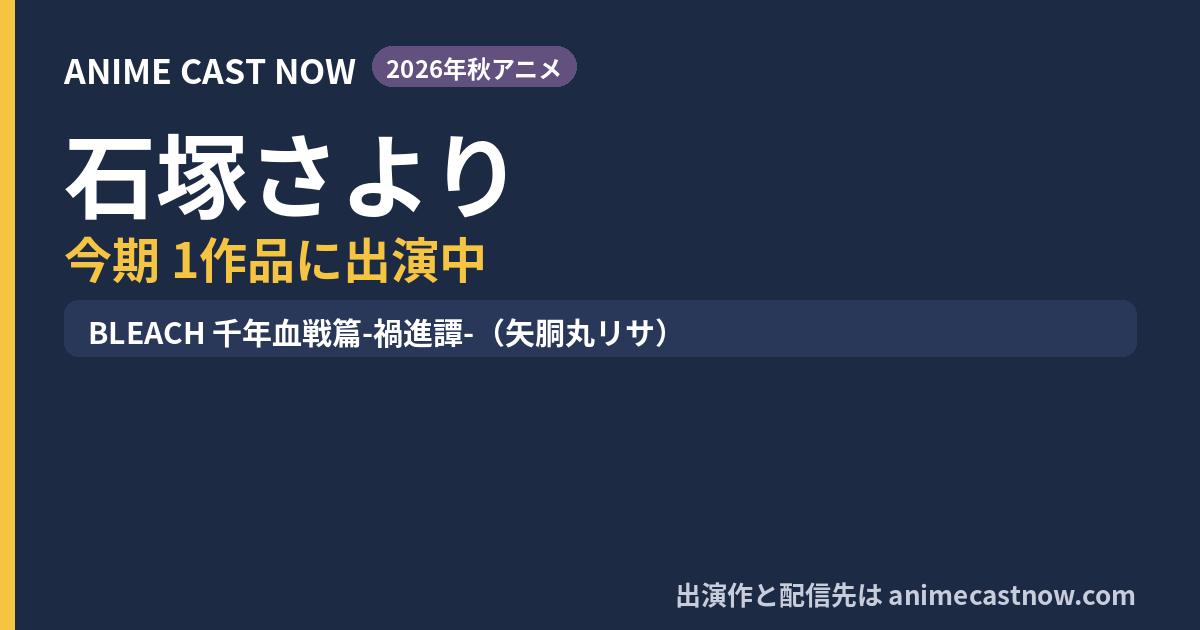 ANIME CAST NOW 2026年秋アニメ
石塚さより
今期 1作品に出演中
BLEACH 千年血戦篇-禍進譚-（矢胴丸リサ）
出演作と配信先は animecastnow.com